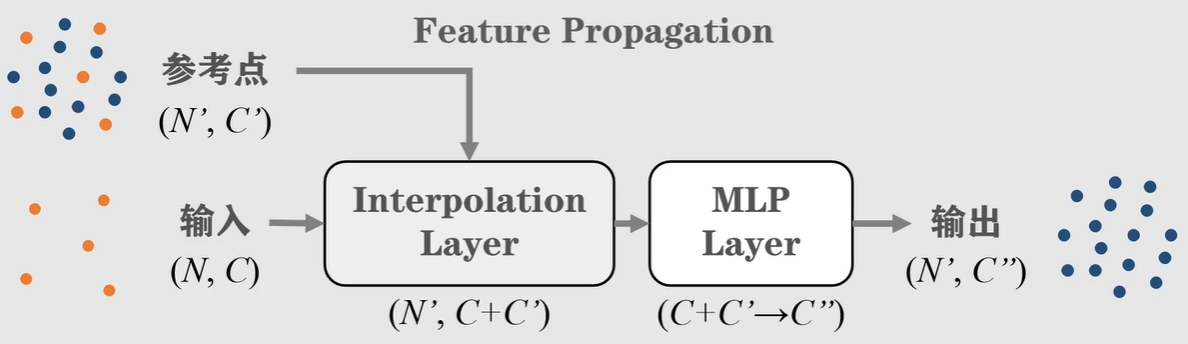 Feature Propagation
参考点
(N’, C’)
输入
(N, C)
Interpolation
Layer
(N’, C+C’)
MLP
Layer
(C+C’→C”)
输出
(N’, C”)